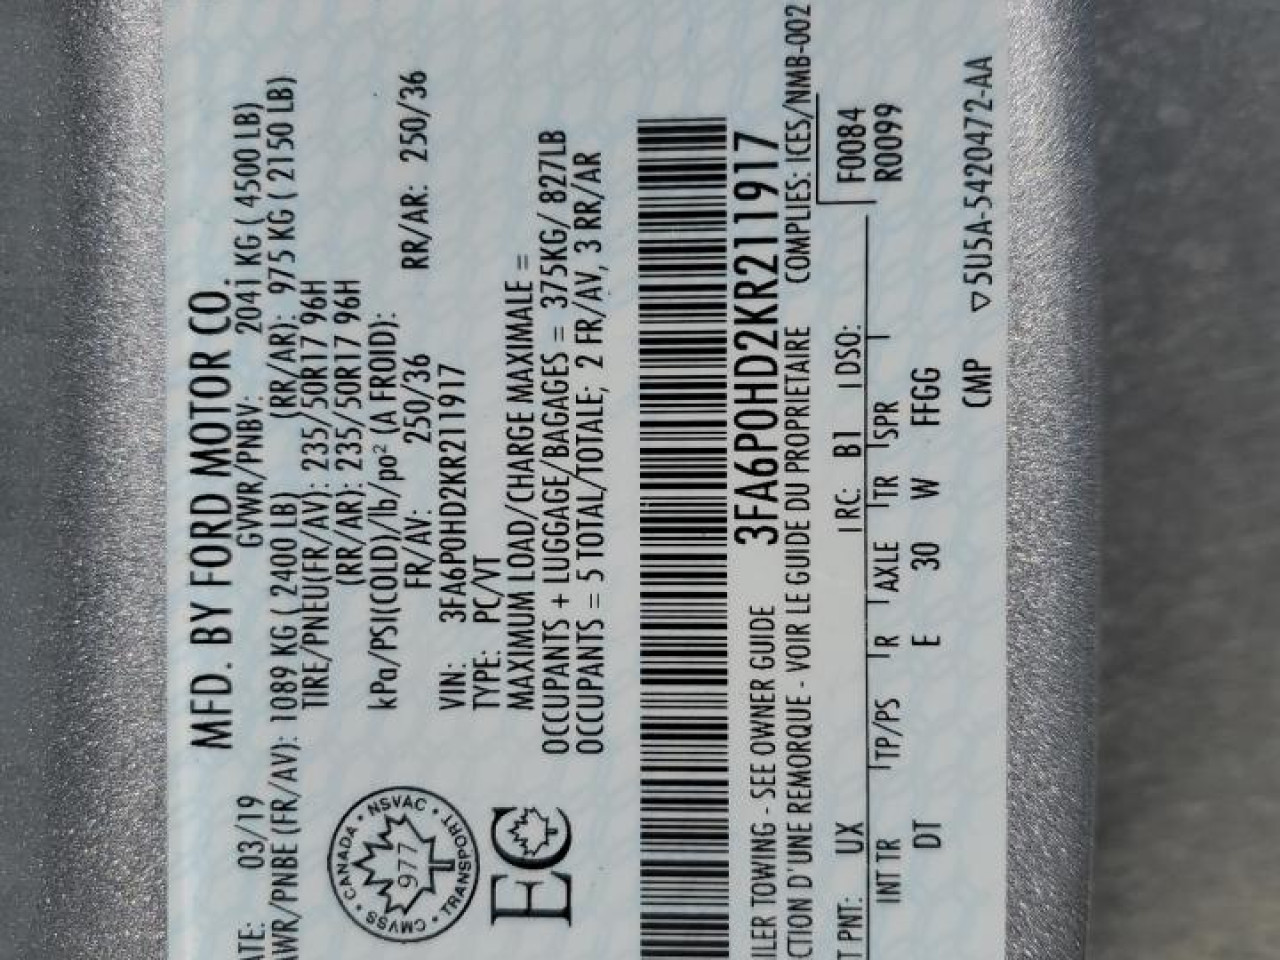 MFD. BY FORD MOTOR CO.
ATE: 03/19 GVWR/PNBV: 2041 KG ( 4500 LB)
AWR/PNBE (FR/AV): 1089 KG ( 2400 LB) (RR/AR): 975 KG ( 2150 LB)
TIRE/PNEU(FR/AV): 235/50R17 96H
(RR/AR): 235/50R17 96H
kPa/PSI(COLD)/lb/po² (A FROID):
FR/AV: 250/36 RR/AR: 250/36
VIN: 3FA6P0HD2KR211917
TYPE: PC/VT
MAXIMUM LOAD/CHARGE MAXIMALE =
OCCUPANTS + LUGGAGE/BAGAGES = 375KG/ 827LB
OCCUPANTS = 5 TOTAL/TOTALE; 2 FR/AV, 3 RR/AR
CANADA • NSVAC • TRANSPORT • CMVSS •
977
EC
3FA6P0HD2KR211917
ILER TOWING - SEE OWNER GUIDE
CTION D'UNE REMORQUE - VOIR LE GUIDE DU PROPRIETAIRE COMPLIES: ICES/NMB-002
T PNT: UX RC: B1 DSO: F0084
R0099
INT TR TP/PS R AXLE TR SPR
DT E 30 W FFGG
CMP ▽5U5A-5420472-AA